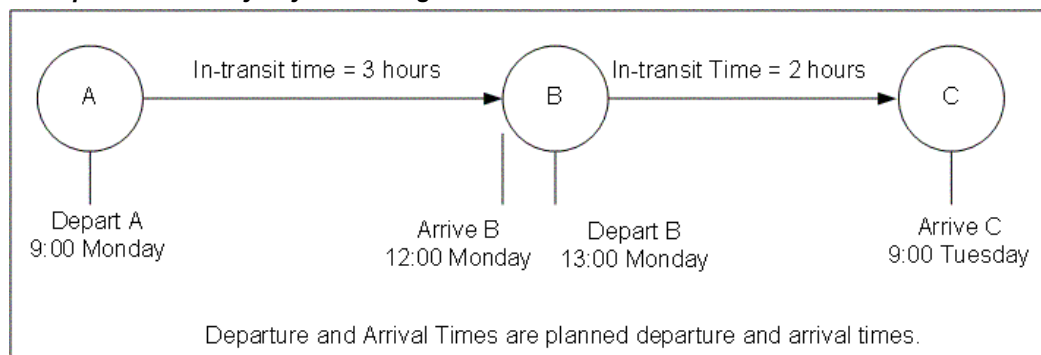 A
In-transit time = 3 hours
B
In-transit Time = 2 hours
C
Depart A
9:00 Monday
Arrive B
12:00 Monday
Depart B
13:00 Monday
Arrive C
9:00 Tuesday
Departure and Arrival Times are planned departure and arrival times.